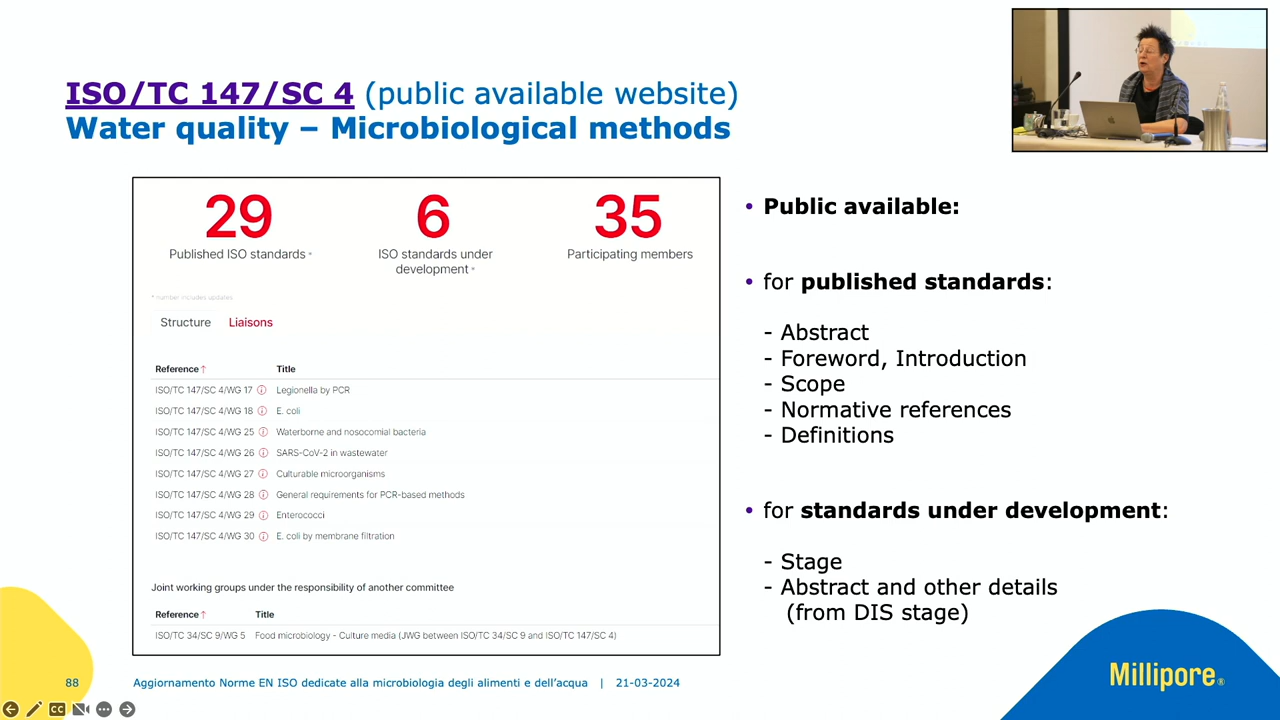 ISO/TC 147/SC 4 (public available website)
Water quality – Microbiological methods
29
Published ISO standards *
6
ISO standards under
development *
35
Participating members
* number includes updates
Structure
Liaisons
Reference ↑ Title
ISO/TC 147/SC 4/WG 17 Legionella by PCR
ISO/TC 147/SC 4/WG 18 E. coli
ISO/TC 147/SC 4/WG 25 Waterborne and nosocomial bacteria
ISO/TC 147/SC 4/WG 26 SARS-CoV-2 in wastewater
ISO/TC 147/SC 4/WG 27 Culturable microorganisms
ISO/TC 147/SC 4/WG 28 General requirements for PCR-based methods
ISO/TC 147/SC 4/WG 29 Enterococci
ISO/TC 147/SC 4/WG 30 E. coli by membrane filtration
Joint working groups under the responsibility of another committee
Reference ↑ Title
ISO/TC 34/SC 9/WG 5 Food microbiology - Culture media (JWG between ISO/TC 34/SC 9 and ISO/TC 147/SC 4)
• Public available:
• for published standards:
- Abstract
- Foreword, Introduction
- Scope
- Normative references
- Definitions
• for standards under development:
- Stage
- Abstract and other details
(from DIS stage)
88
Aggiornamento Norme EN ISO dedicate alla microbiologia degli alimenti e dell’acqua | 21-03-2024
Millipore®
CC